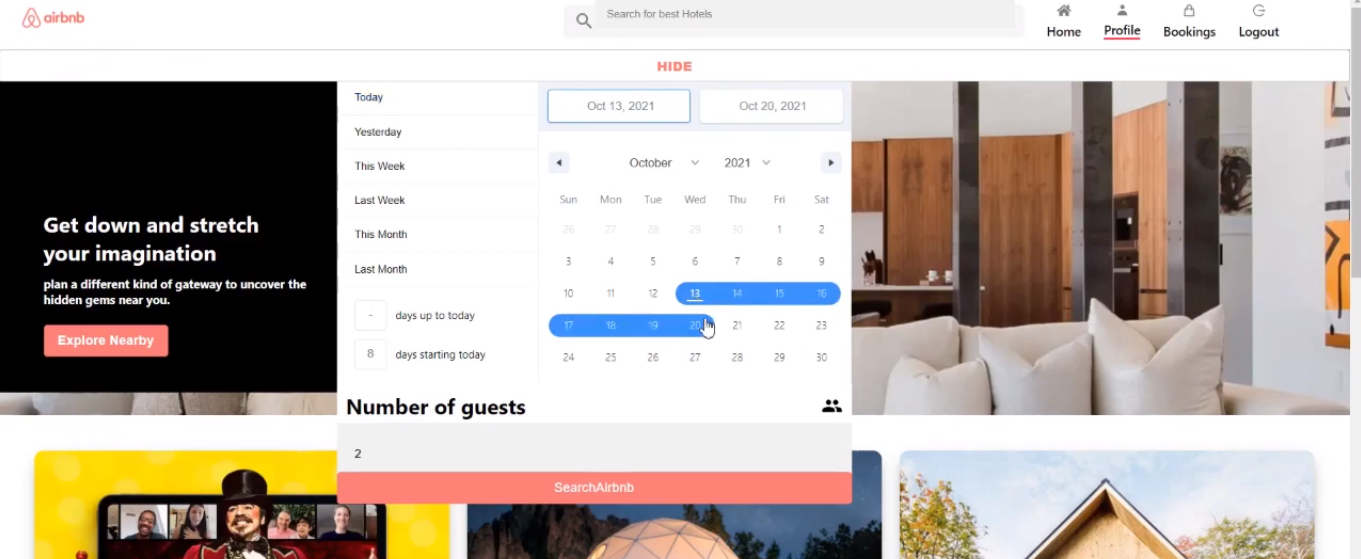 airbnb
Search for best Hotels
Home
Profile
Bookings
Logout
HIDE
Get down and stretch
your imagination
plan a different kind of gateway to uncover the
hidden gems near you.
Explore Nearby
Today
Yesterday
This Week
Last Week
This Month
Last Month
- days up to today
8 days starting today
Oct 13, 2021 Oct 20, 2021
October 2021
Sun Mon Tue Wed Thu Fri Sat
26 27 28 29 30 1 2
3 4 5 6 7 8 9
10 11 12 13 14 15 16
17 18 19 20 21 22 23
24 25 26 27 28 29 30
Number of guests
2
SearchAirbnb